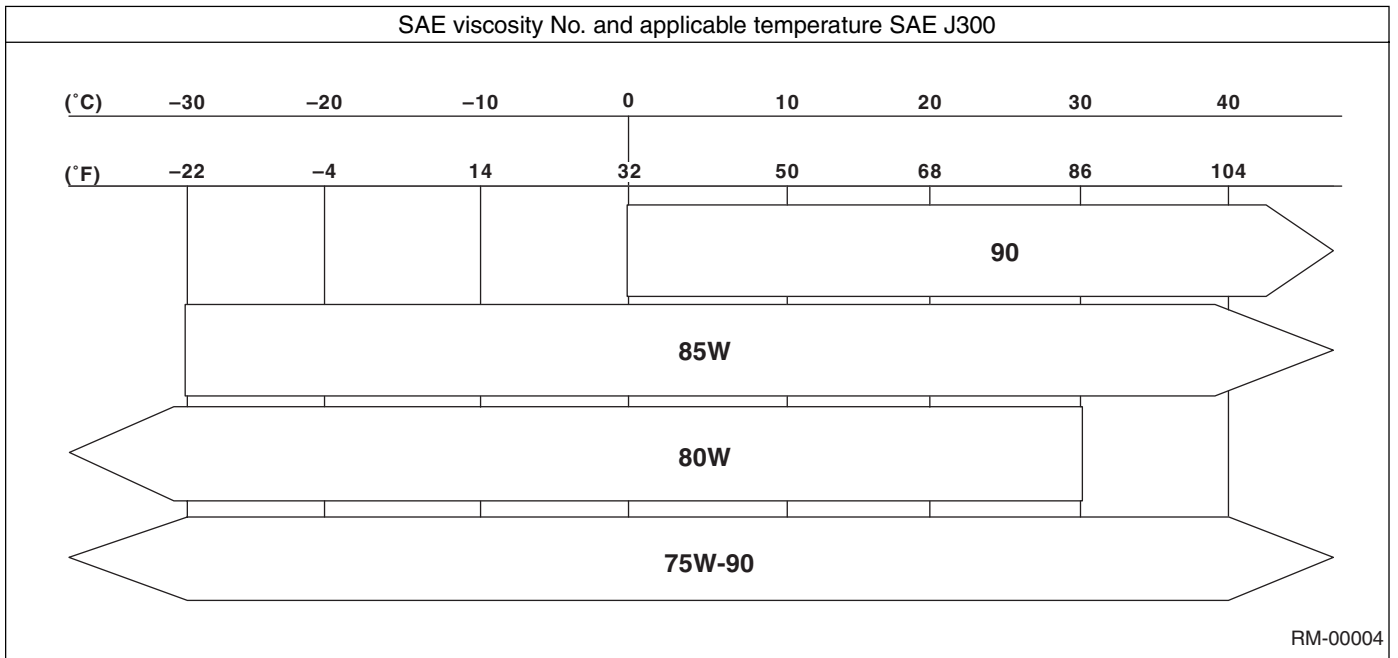 SAE viscosity No. and applicable temperature SAE J300
(˚C) –30 –20 –10 0 10 20 30 40
(˚F) –22 –4 14 32 50 68 86 104
90
85W
80W
75W-90
RM-00004